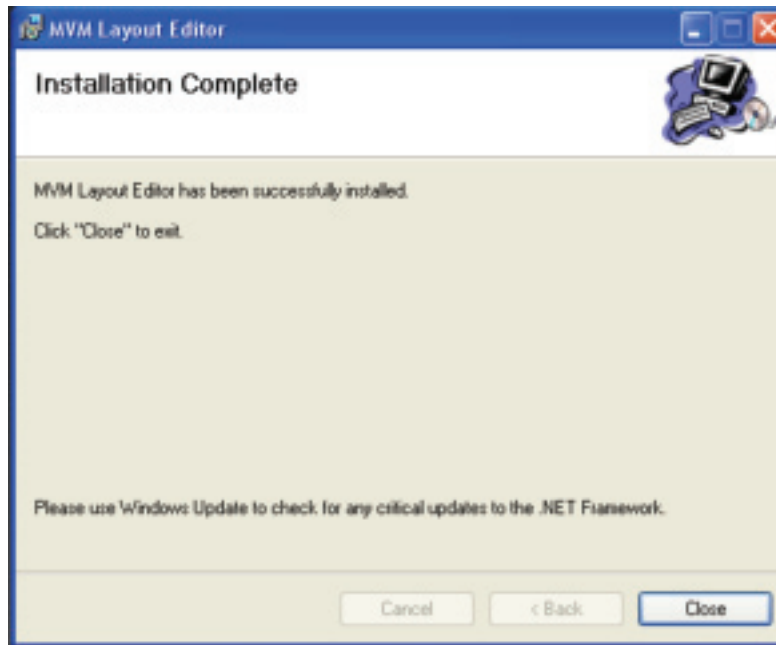 MVM Layout Editor
Installation Complete
MVM Layout Editor has been successfully installed.
Click "Close" to exit.
Please use Windows Update to check for any critical updates to the .NET Framework.
Cancel
< Back
Close